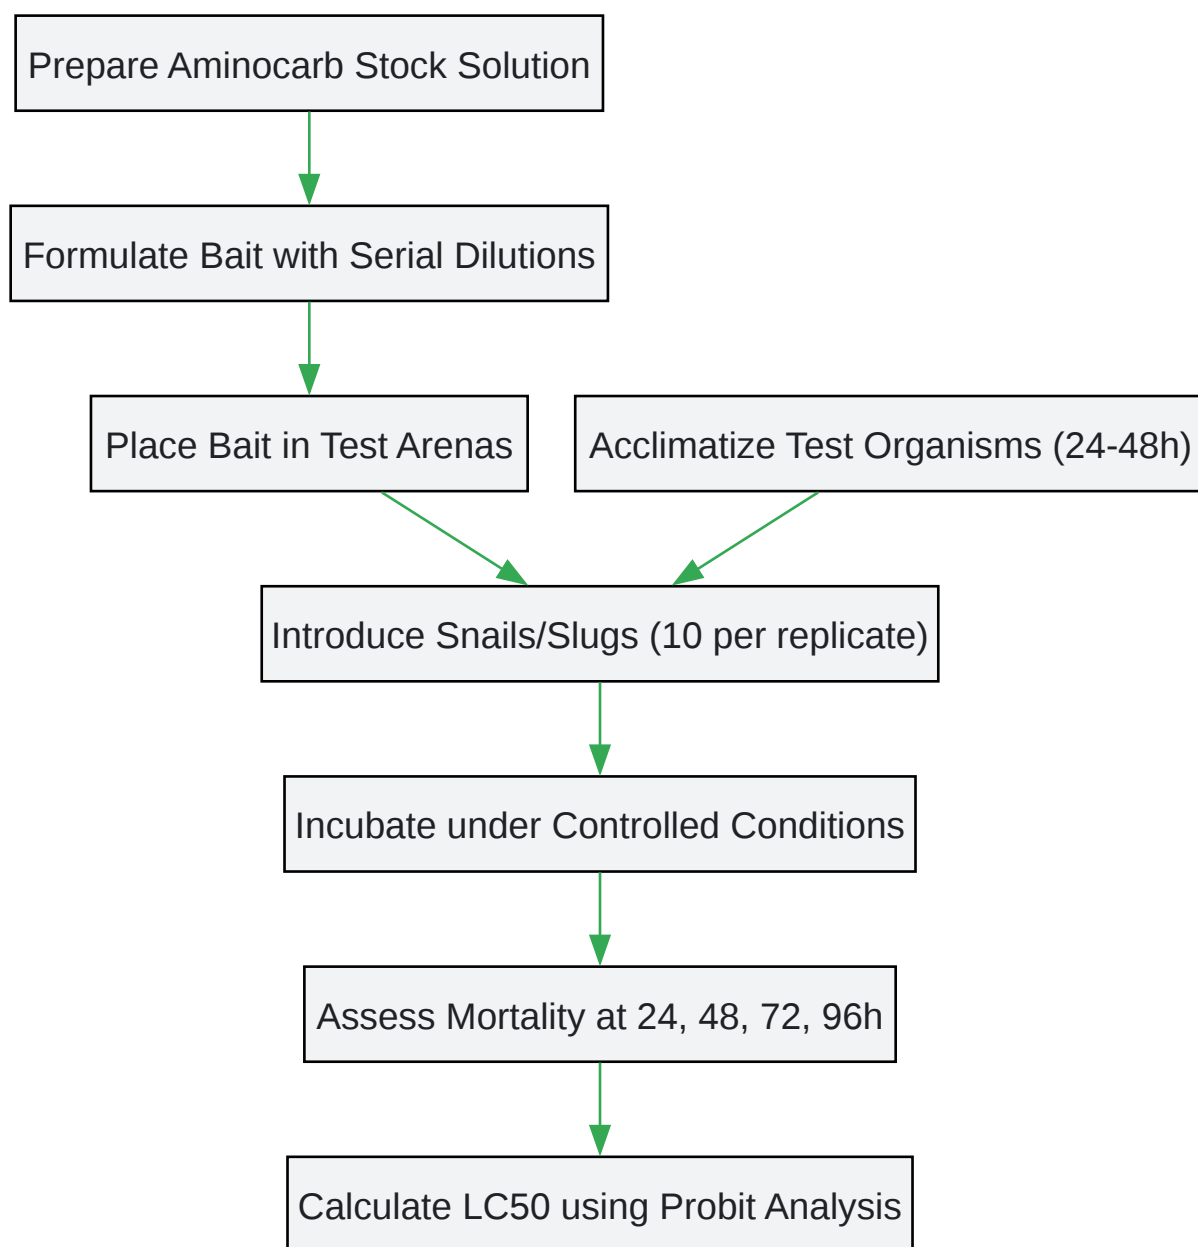 Prepare Aminocarb Stock Solution
Formulate Bait with Serial Dilutions
Place Bait in Test Arenas
Acclimatize Test Organisms (24-48h)
Introduce Snails/Slugs (10 per replicate)
Incubate under Controlled Conditions
Assess Mortality at 24, 48, 72, 96h
Calculate LC50 using Probit Analysis